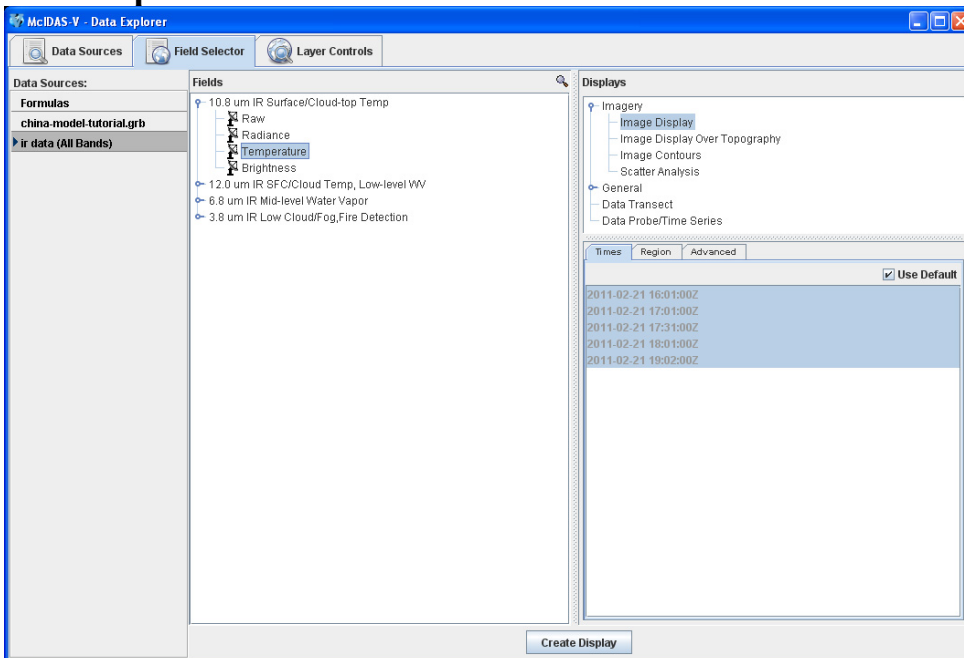 McIDAS-V - Data Explorer
Data Sources
Field Selector
Layer Controls
Data Sources:
Formulas
china-model-tutorial.grb
ir data (All Bands)
Fields
10.8 um IR Surface/Cloud-top Temp
Raw
Radiance
Temperature
Brightness
12.0 um IR SFC/Cloud Temp, Low-level WV
6.8 um IR Mid-level Water Vapor
3.8 um IR Low Cloud/Fog,Fire Detection
Displays
Imagery
Image Display
Image Display Over Topography
Image Contours
Scatter Analysis
General
Data Transect
Data Probe/Time Series
Times
Region
Advanced
Use Default
2011-02-21 16:01:00Z
2011-02-21 17:01:00Z
2011-02-21 17:31:00Z
2011-02-21 18:01:00Z
2011-02-21 19:02:00Z
Create Display